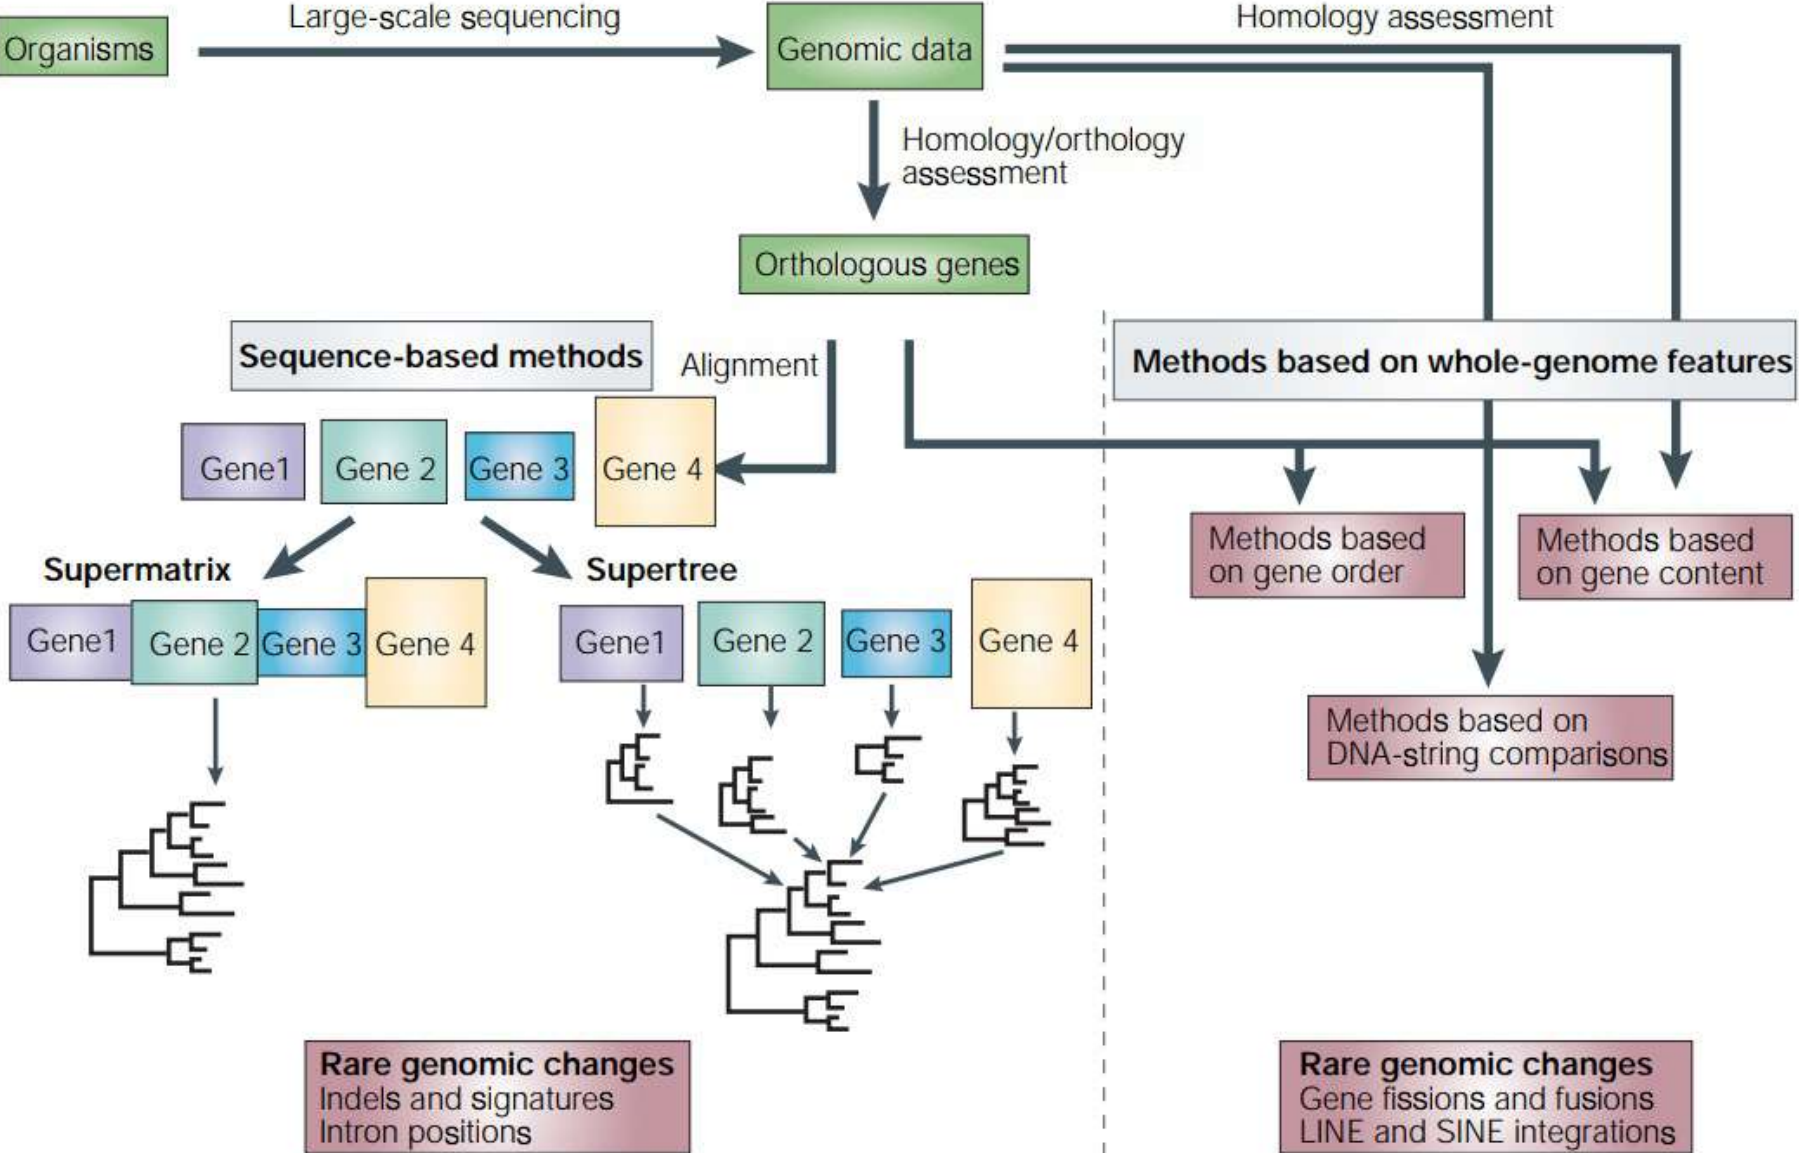 Large-scale sequencing
Homology assessment
Organisms
Genomic data
Homology/orthology
assessment
Orthologous genes
Sequence-based methods
Alignment
Methods based on whole-genome features
Gene1
Gene 2
Gene 3
Gene 4
Methods based
on gene order
Methods based
on gene content
Supermatrix
Supertree
Gene1
Gene 2
Gene 3
Gene 4
Gene1
Gene 2
Gene 3
Gene 4
Methods based on
DNA-string comparisons
Rare genomic changes
Indels and signatures
Intron positions
Rare genomic changes
Gene fissions and fusions
LINE and SINE integrations